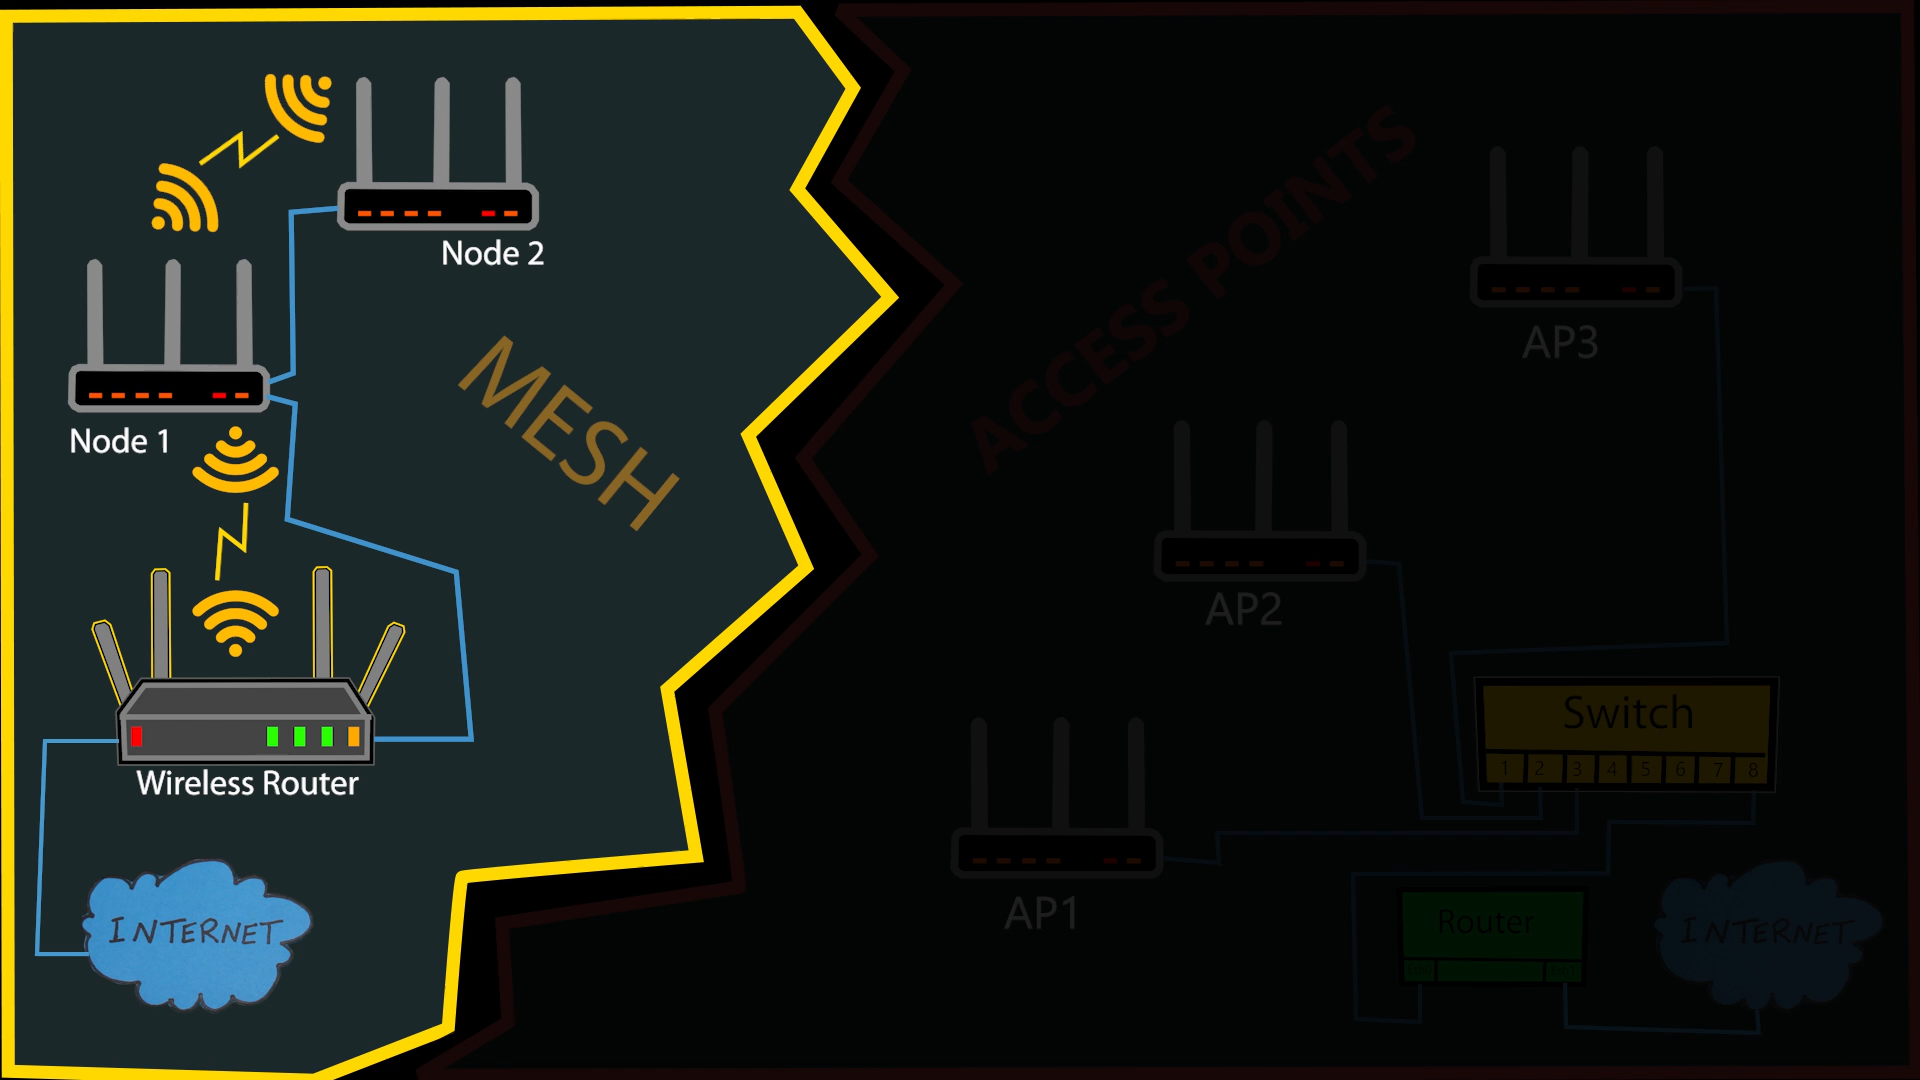 Node 2
Node 1
MESH
Wireless Router
INTERNET
ACCESS POINTS
AP3
AP2
AP1
Switch
1 2 3 4 5 6 7 8
Router
INTERNET